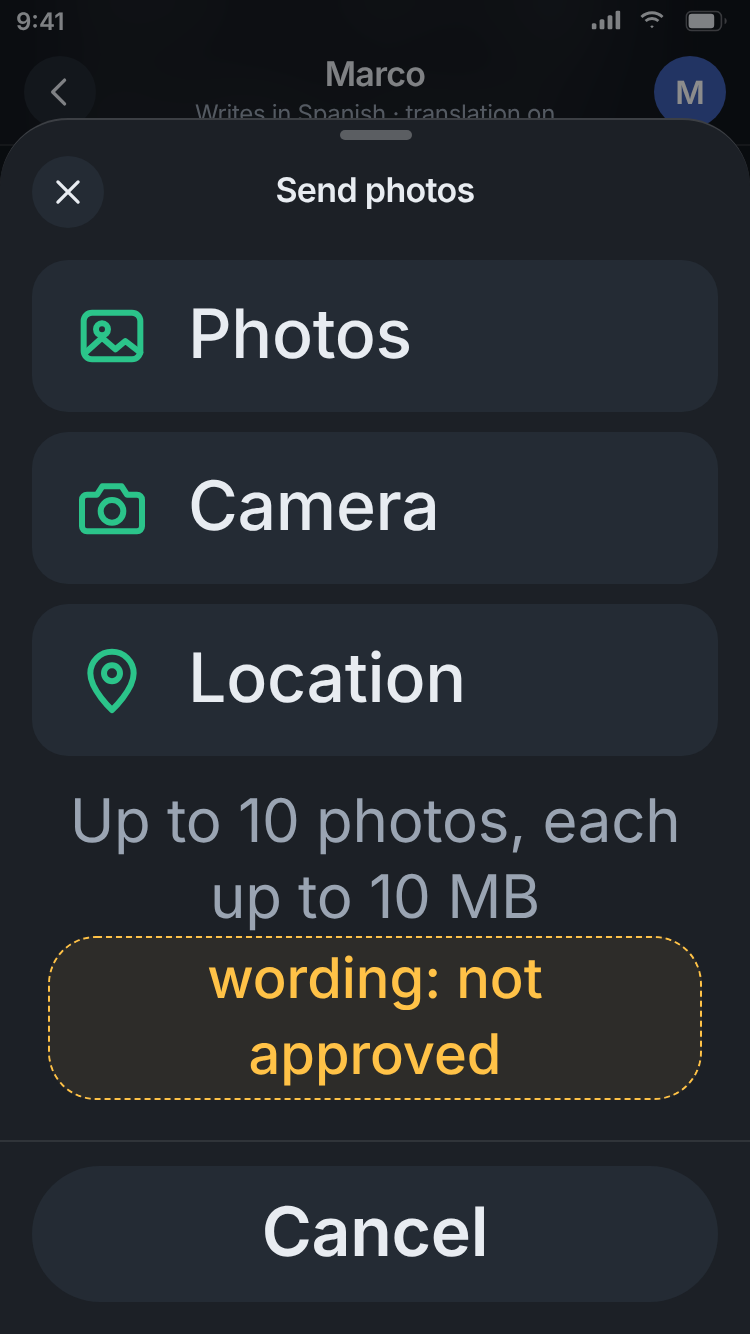 9:41
Marco
Writes in Spanish · translation on
M
Send photos
Photos
Camera
Location
Up to 10 photos, each
up to 10 MB
wording: not
approved
Cancel